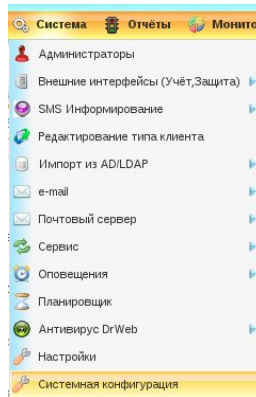 Система Отчёты Монито
Администраторы
Внешние интерфейсы (Учёт,Защита)
SMS Информирование
Редактирование типа клиента
Импорт из AD/LDAP
e-mail
Почтовый сервер
Сервис
Оповещения
Планировщик
Антивирус DrWeb
Настройки
Системная конфигурация